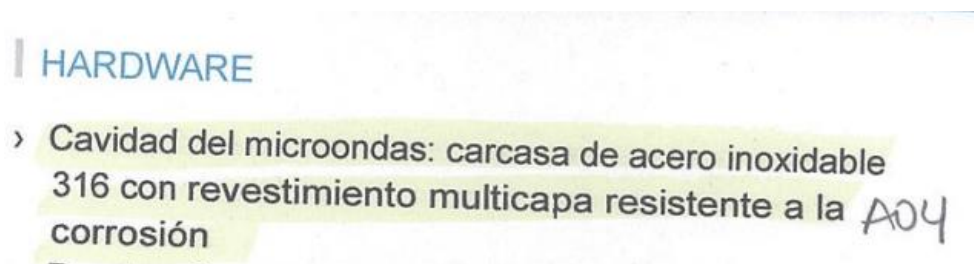 HARDWARE
› Cavidad del microondas: carcasa de acero inoxidable
316 con revestimiento multicapa resistente a la A04
corrosión